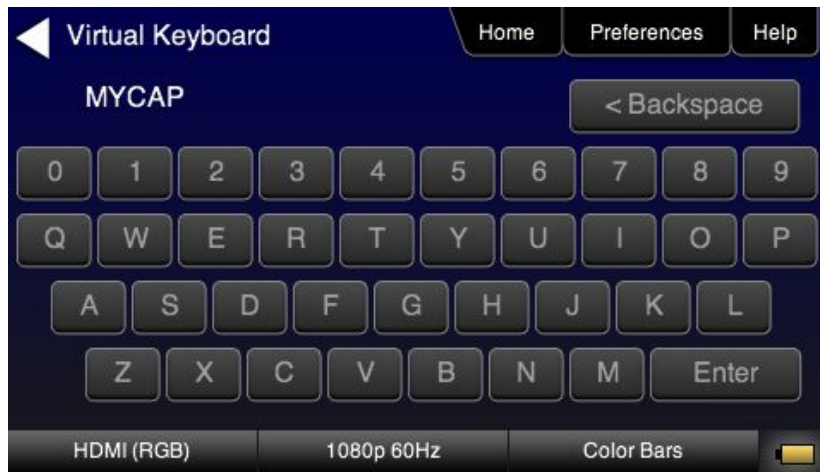 Virtual Keyboard Home Preferences Help
MYCAP < Backspace
0 1 2 3 4 5 6 7 8 9
Q W E R T Y U I O P
A S D F G H J K L
Z X C V B N M Enter
HDMI (RGB) 1080p 60Hz Color Bars